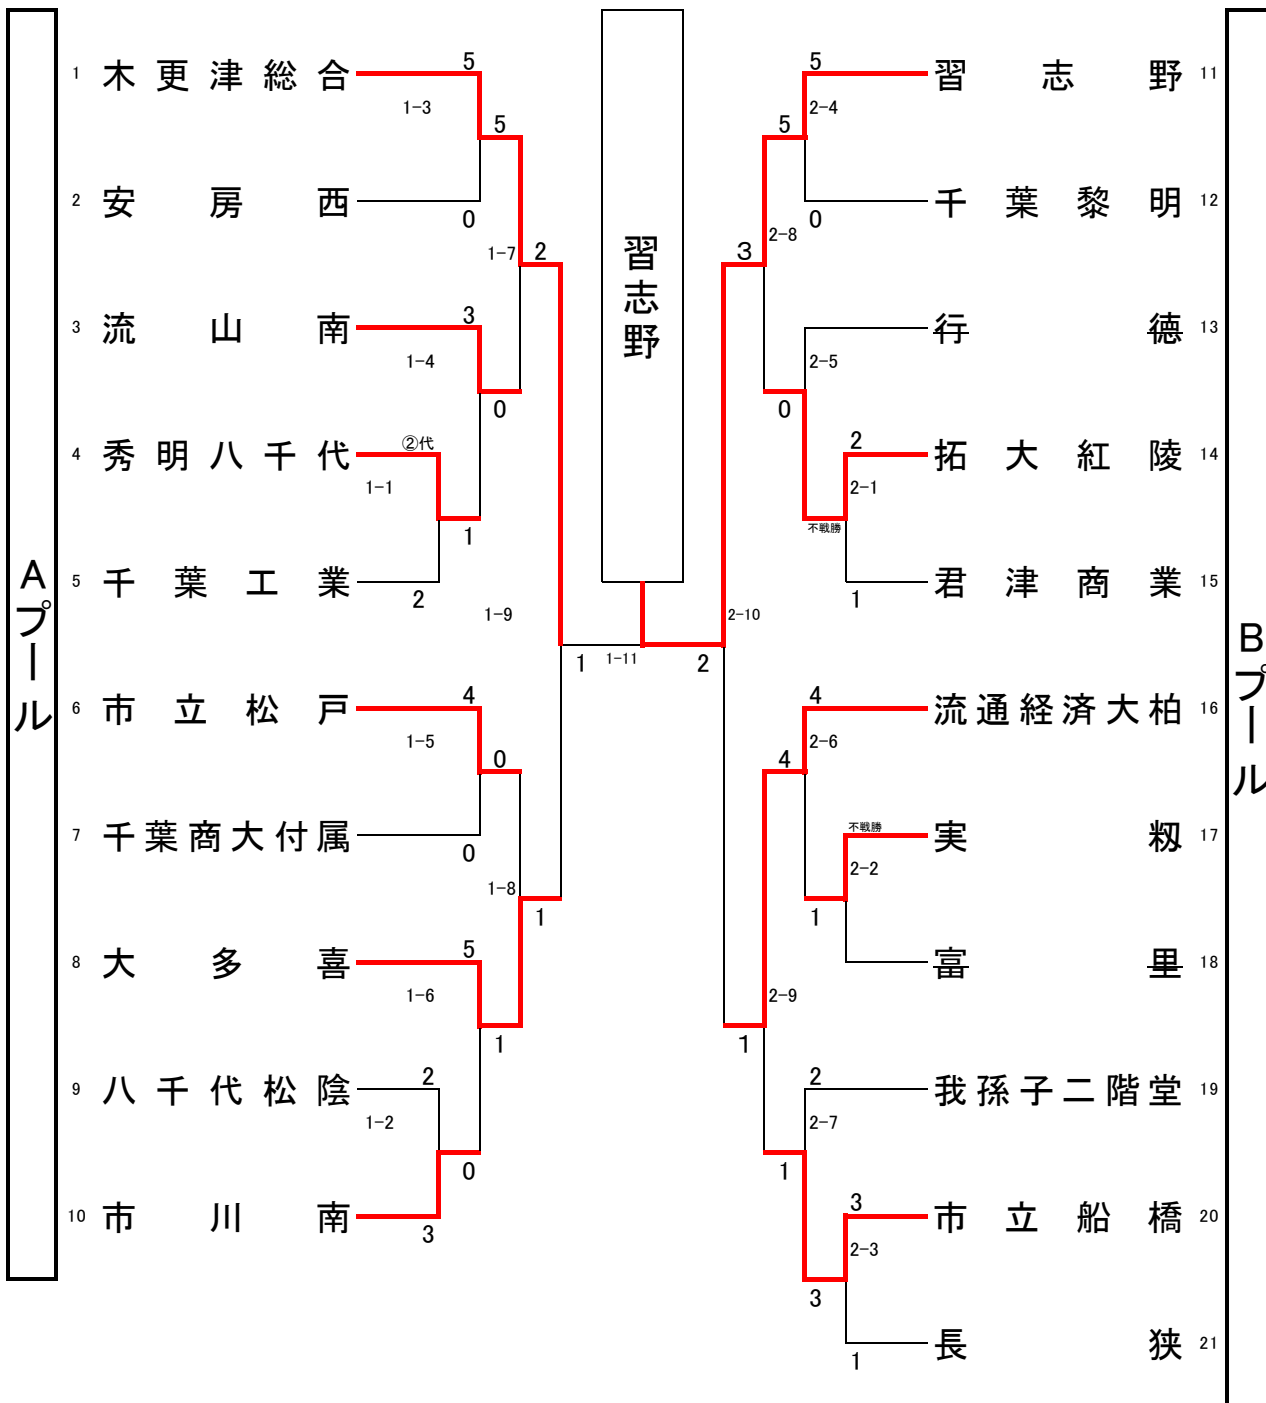 Aプール
1 木更津総合 5
1-3
5
2 安房西 0
1-7
2
3 流山南 3
1-4
0
4 秀明八千代 ②代
1-1
1
5 千葉工業 2
1-9
1
6 市立松戸 4
1-5
0
7 千葉商大付属 0
1-8
1
8 大多喜 5
1-6
1
9 八千代松陰 2
1-2
0
10 市川南 3
習志野
1-11
2
5 習志野 11
2-4
5
0 千葉黎明 12
2-8
3
行徳 13
2-5
0
2 拓大紅陵 14
2-1
不戦勝
1 君津商業 15
2-10
4 流通経済大柏 16
2-6
4
不戦勝 実籾 17
2-2
1
富里 18
2-9
1
2 我孫子二階堂 19
2-7
1
3 市立船橋 20
2-3
3
1 長狭 21
Bプール